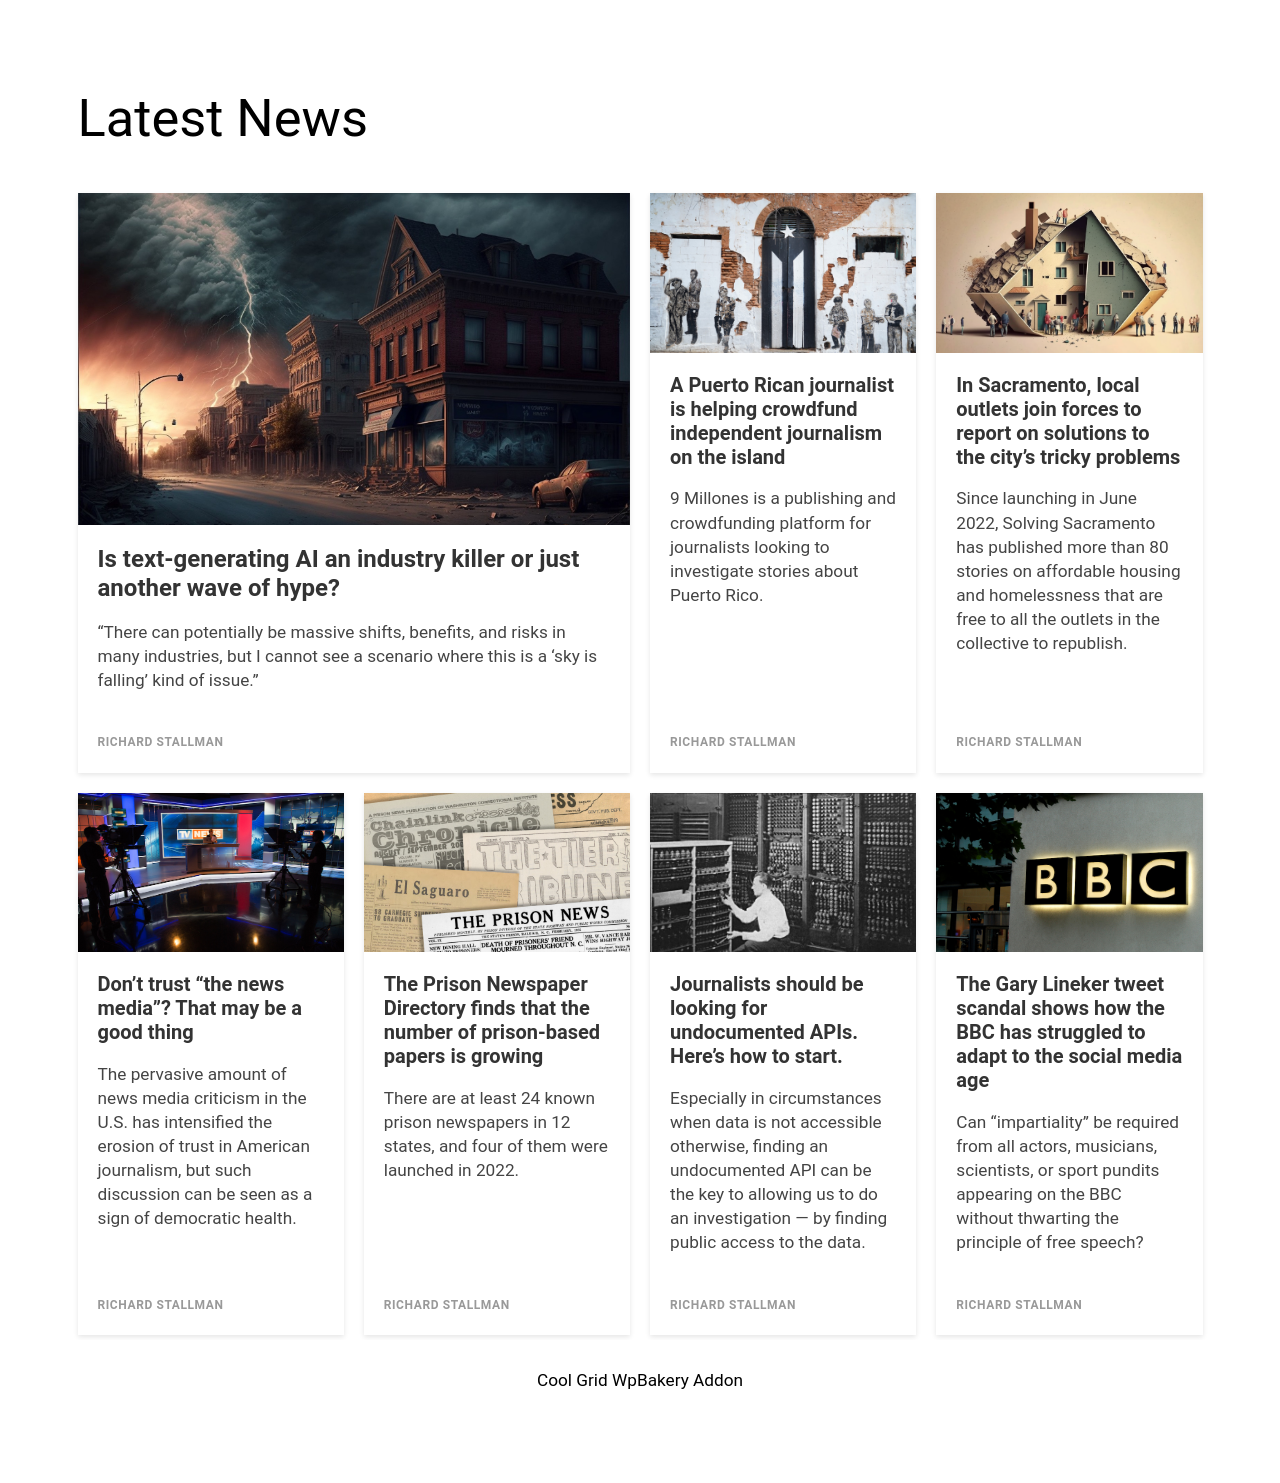 Latest News
Is text-generating AI an industry killer or just
another wave of hype?
“There can potentially be massive shifts, benefits, and risks in
many industries, but I cannot see a scenario where this is a ‘sky is
falling’ kind of issue.”
RICHARD STALLMAN
A Puerto Rican journalist
is helping crowdfund
independent journalism
on the island
9 Millones is a publishing and
crowdfunding platform for
journalists looking to
investigate stories about
Puerto Rico.
RICHARD STALLMAN
In Sacramento, local
outlets join forces to
report on solutions to
the city’s tricky problems
Since launching in June
2022, Solving Sacramento
has published more than 80
stories on affordable housing
and homelessness that are
free to all the outlets in the
collective to republish.
RICHARD STALLMAN
TV NEWS
Don’t trust “the news
media”? That may be a
good thing
The pervasive amount of
news media criticism in the
U.S. has intensified the
erosion of trust in American
journalism, but such
discussion can be seen as a
sign of democratic health.
RICHARD STALLMAN
Chainlink
Chronicle
THE TIER
El Saguaro
THE PRISON NEWS
DEATH OF PRISONERS' FRIEND
MOURNED THROUGHOUT N. C.
The Prison Newspaper
Directory finds that the
number of prison-based
papers is growing
There are at least 24 known
prison newspapers in 12
states, and four of them were
launched in 2022.
RICHARD STALLMAN
Journalists should be
looking for
undocumented APIs.
Here’s how to start.
Especially in circumstances
when data is not accessible
otherwise, finding an
undocumented API can be
the key to allowing us to do
an investigation — by finding
public access to the data.
RICHARD STALLMAN
BBC
The Gary Lineker tweet
scandal shows how the
BBC has struggled to
adapt to the social media
age
Can “impartiality” be required
from all actors, musicians,
scientists, or sport pundits
appearing on the BBC
without thwarting the
principle of free speech?
RICHARD STALLMAN
Cool Grid WpBakery Addon